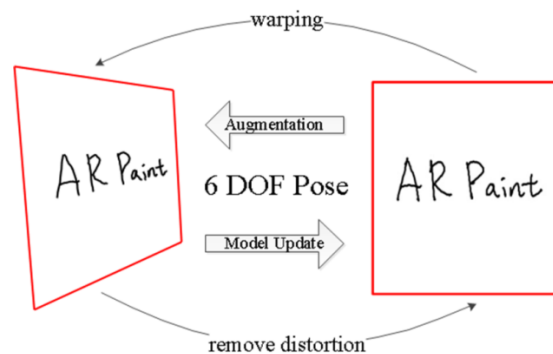 warping
Augmentation
AR Paint
6 DOF Pose
AR Paint
Model Update
remove distortion